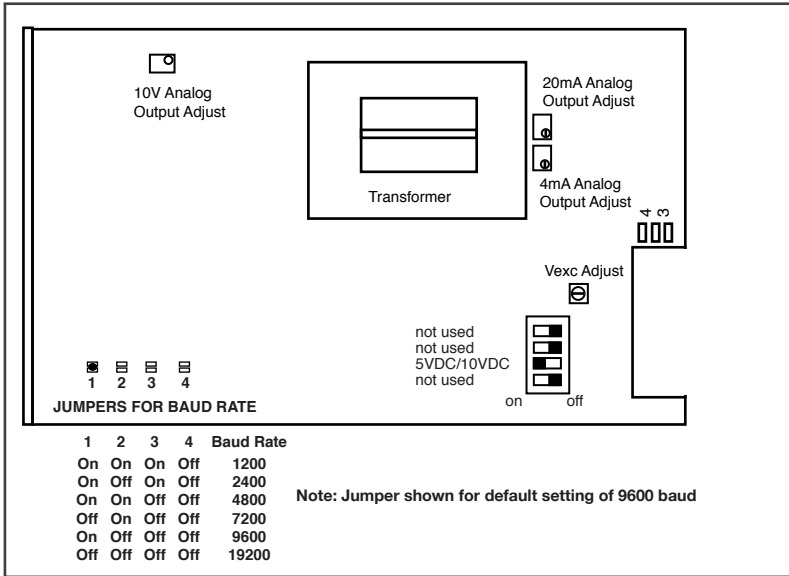 10V Analog
Output Adjust
20mA Analog
Output Adjust
Transformer
4mA Analog
Output Adjust
4
3
Vexc Adjust
not used
not used
5VDC/10VDC
not used
on off
1 2 3 4
JUMPERS FOR BAUD RATE
1 2 3 4 Baud Rate
On On On Off 1200
On Off On Off 2400
On On Off Off 4800
Off On Off Off 7200
On Off Off Off 9600
Off Off Off Off 19200
Note: Jumper shown for default setting of 9600 baud